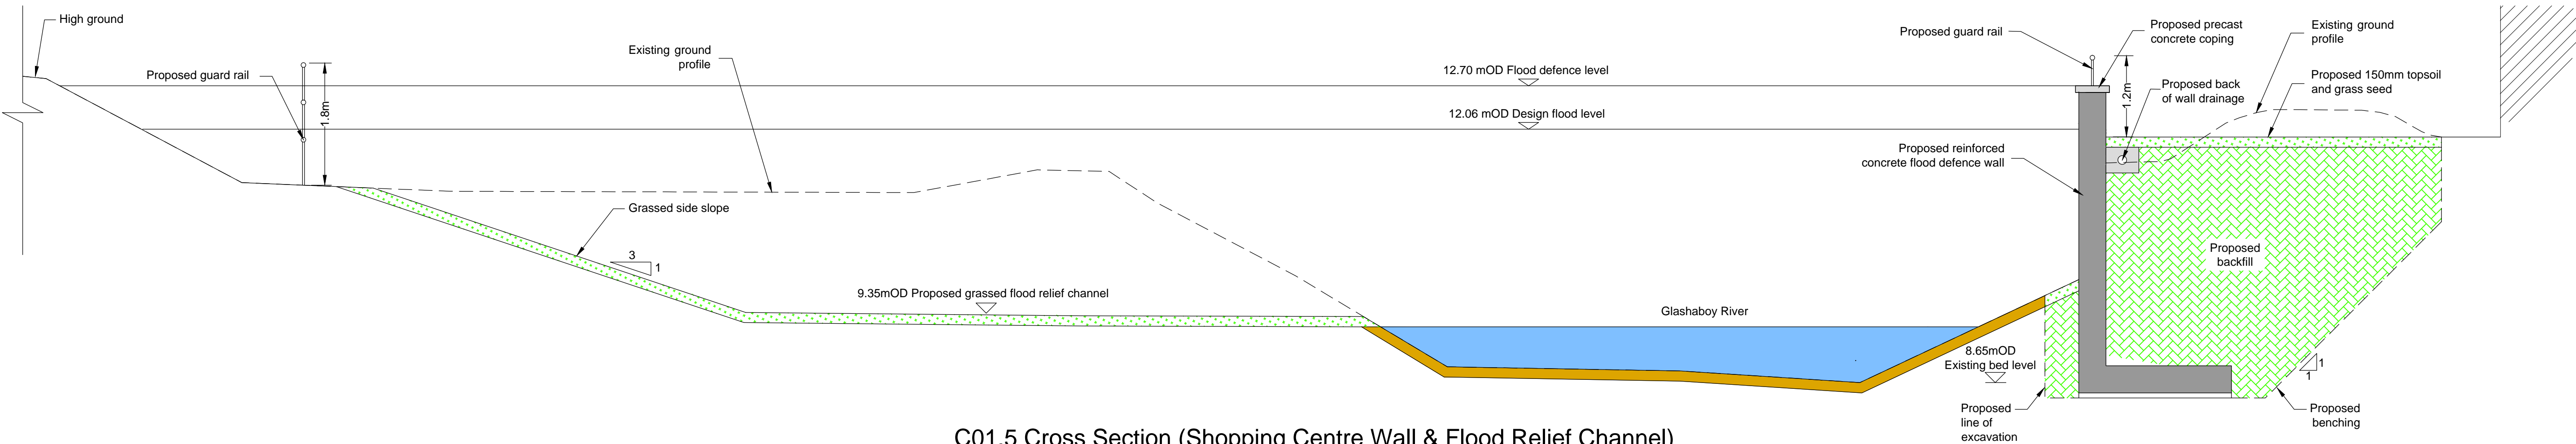 High ground
Proposed guard rail
1.8m
Existing ground
profile
Grassed side slope
3
1
9.35mOD Proposed grassed flood relief channel
12.70 mOD Flood defence level
12.06 mOD Design flood level
Glashaboy River
8.65mOD
Existing bed level
Proposed guard rail
Proposed precast
concrete coping
1.2m
Proposed back
of wall drainage
Existing ground
profile
Proposed 150mm topsoil
and grass seed
Proposed reinforced
concrete flood defence wall
Proposed
backfill
1
1
Proposed
line of
excavation
Proposed
benching
C01.5 Cross Section (Shopping Centre Wall & Flood Relief Channel)